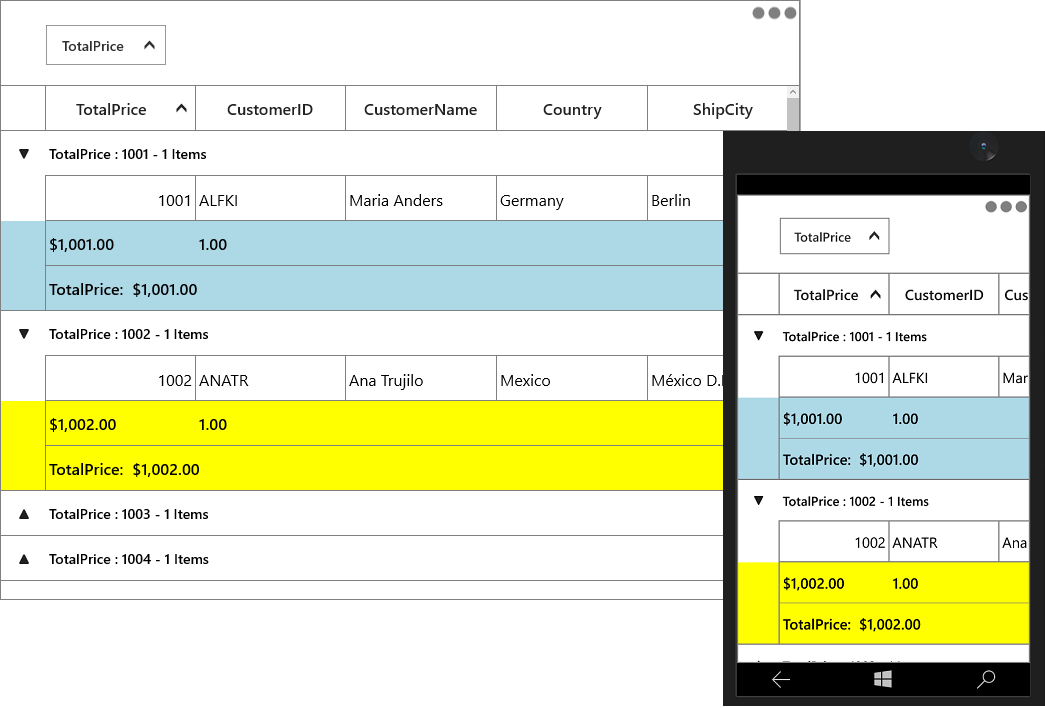 TotalPrice
TotalPrice CustomerID CustomerName Country ShipCity
TotalPrice : 1001 - 1 Items
1001 ALFKI Maria Anders Germany Berlin
$1,001.00 1.00
TotalPrice: $1,001.00
TotalPrice : 1002 - 1 Items
1002 ANATR Ana Trujilo Mexico México D.
$1,002.00 1.00
TotalPrice: $1,002.00
TotalPrice : 1003 - 1 Items
TotalPrice : 1004 - 1 Items
TotalPrice
TotalPrice CustomerID Cus
TotalPrice : 1001 - 1 Items
1001 ALFKI Mar
$1,001.00 1.00
TotalPrice: $1,001.00
TotalPrice : 1002 - 1 Items
1002 ANATR Ana
$1,002.00 1.00
TotalPrice: $1,002.00